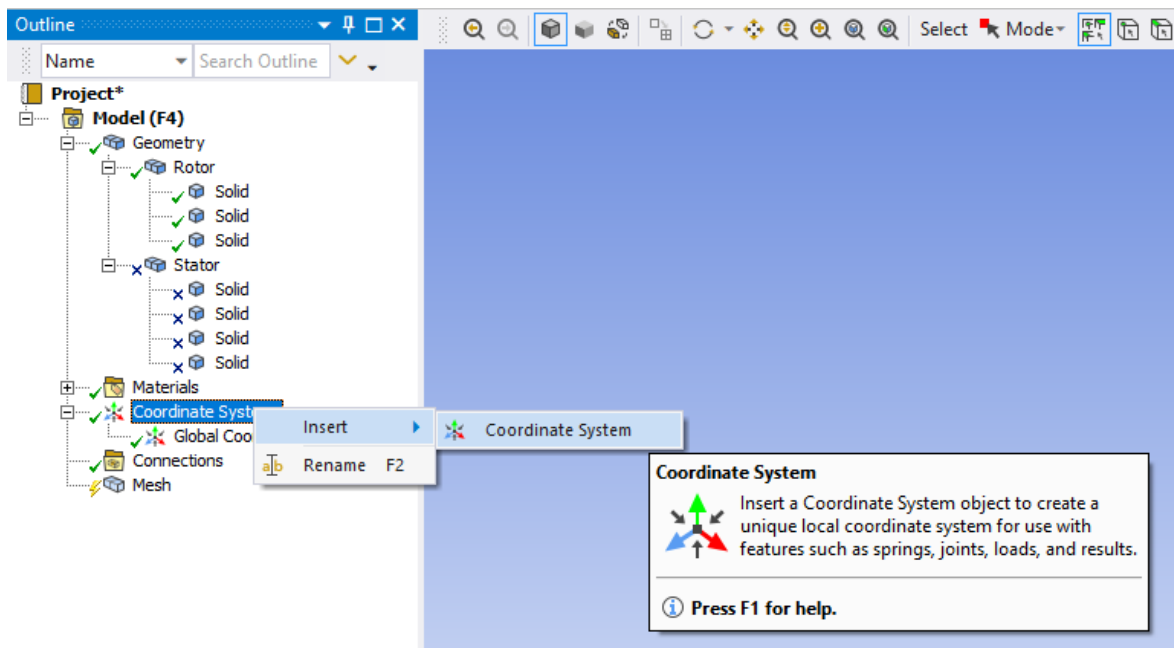 Outline
Select Mode
Name Search Outline
Project*
Model (F4)
Geometry
Rotor
Solid
Solid
Solid
Stator
Solid
Solid
Solid
Solid
Materials
Coordinate Syst
Insert
Coordinate System
Global Coo
Connections
Rename F2
Mesh
Coordinate System
Insert a Coordinate System object to create a
unique local coordinate system for use with
features such as springs, joints, loads, and results.
Press F1 for help.